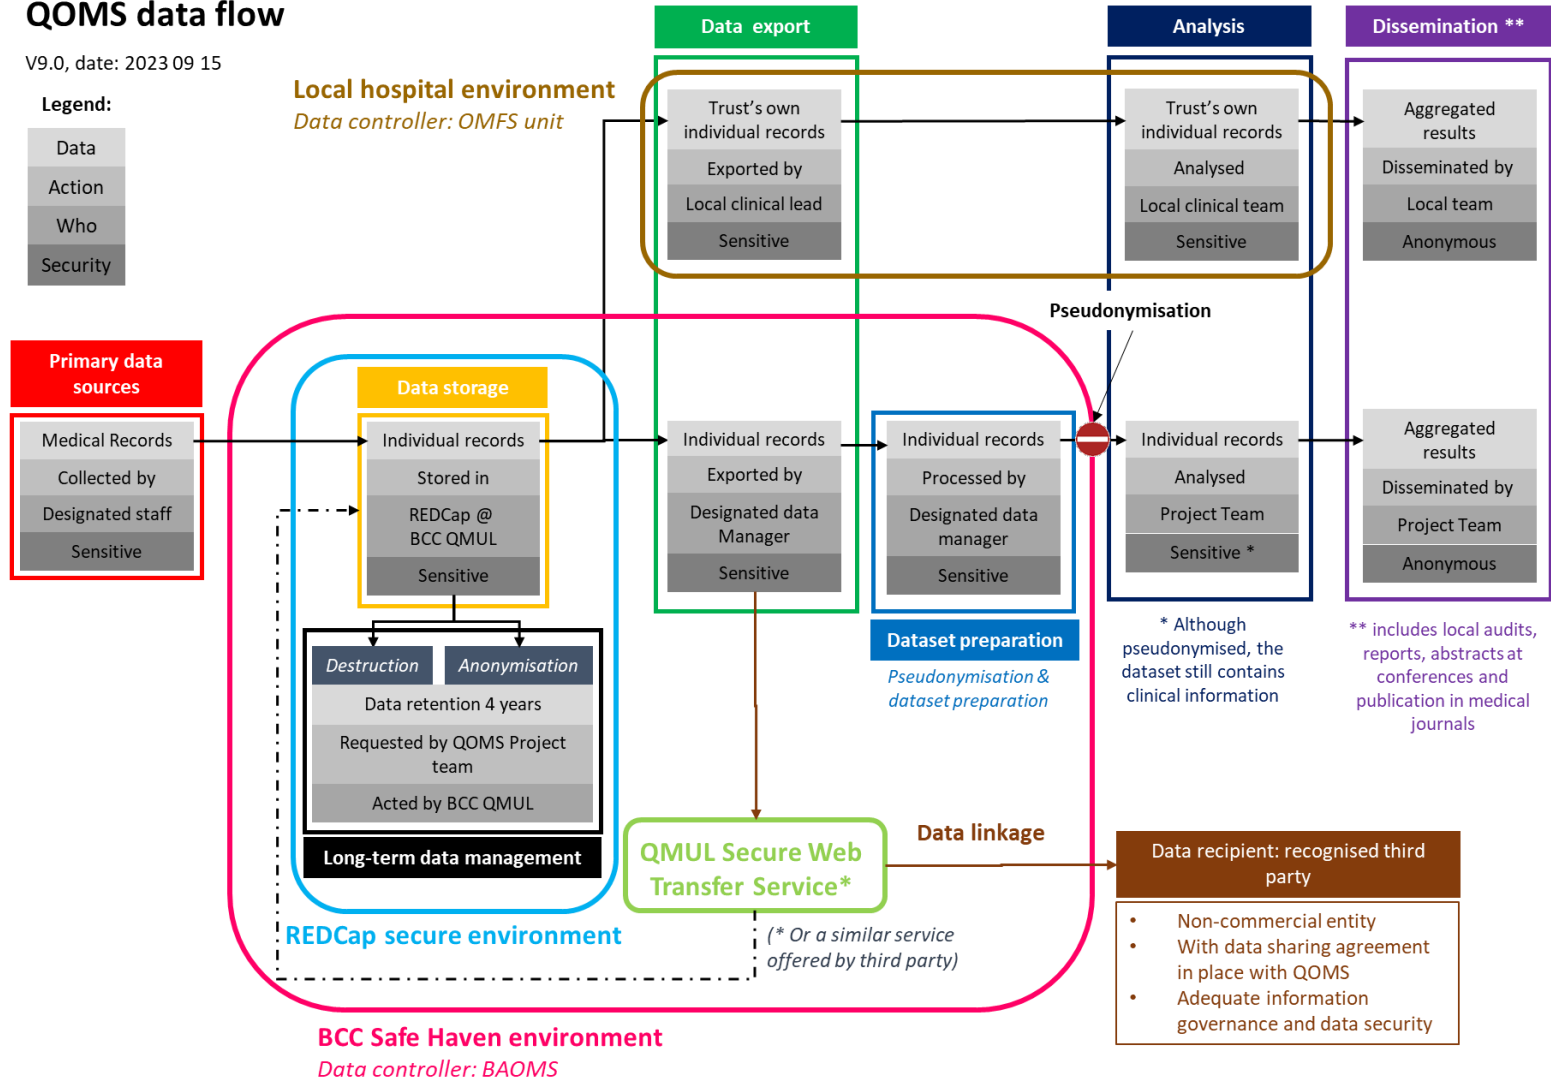 QOMS data flow
V9.0, date: 2023 09 15
Legend:
Data
Action
Who
Security
Data export
Analysis
Dissemination **
Local hospital environment
Data controller: OMFS unit
Trust's own
individual records
Exported by
Local clinical lead
Sensitive
Trust's own
individual records
Analysed
Local clinical team
Sensitive
Aggregated
results
Disseminated by
Local team
Anonymous
Pseudonymisation
Primary data
sources
Medical Records
Collected by
Designated staff
Sensitive
Data storage
Individual records
Stored in
REDCap @
BCC QMUL
Sensitive
Individual records
Exported by
Designated data
Manager
Sensitive
Individual records
Processed by
Designated data
manager
Sensitive
Dataset preparation
Pseudonymisation &
dataset preparation
Individual records
Analysed
Project Team
Sensitive *
* Although
pseudonymised, the
dataset still contains
clinical information
Aggregated
results
Disseminated by
Project Team
Anonymous
** includes local audits,
reports, abstracts at
conferences and
publication in medical
journals
Destruction
Anonymisation
Data retention 4 years
Requested by QOMS Project
team
Acted by BCC QMUL
Long-term data management
REDCap secure environment
QMUL Secure Web
Transfer Service*
(* Or a similar service
offered by third party)
Data linkage
Data recipient: recognised third
party
• Non-commercial entity
• With data sharing agreement
in place with QOMS
• Adequate information
governance and data security
BCC Safe Haven environment
Data controller: BAOMS